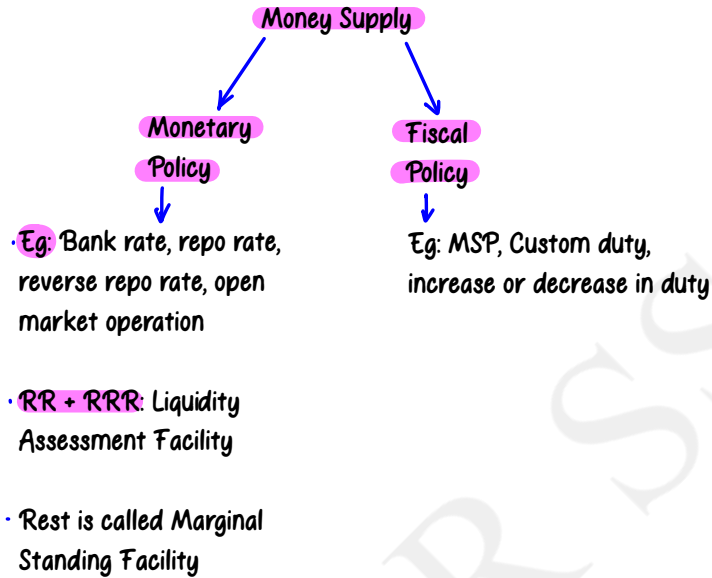 Money Supply
Monetary
Policy
Fiscal
Policy
· Eg: Bank rate, repo rate,
reverse repo rate, open
market operation
Eg: MSP, Custom duty,
increase or decrease in duty
· RR + RRR: Liquidity
Assessment Facility
· Rest is called Marginal
Standing Facility
R SS